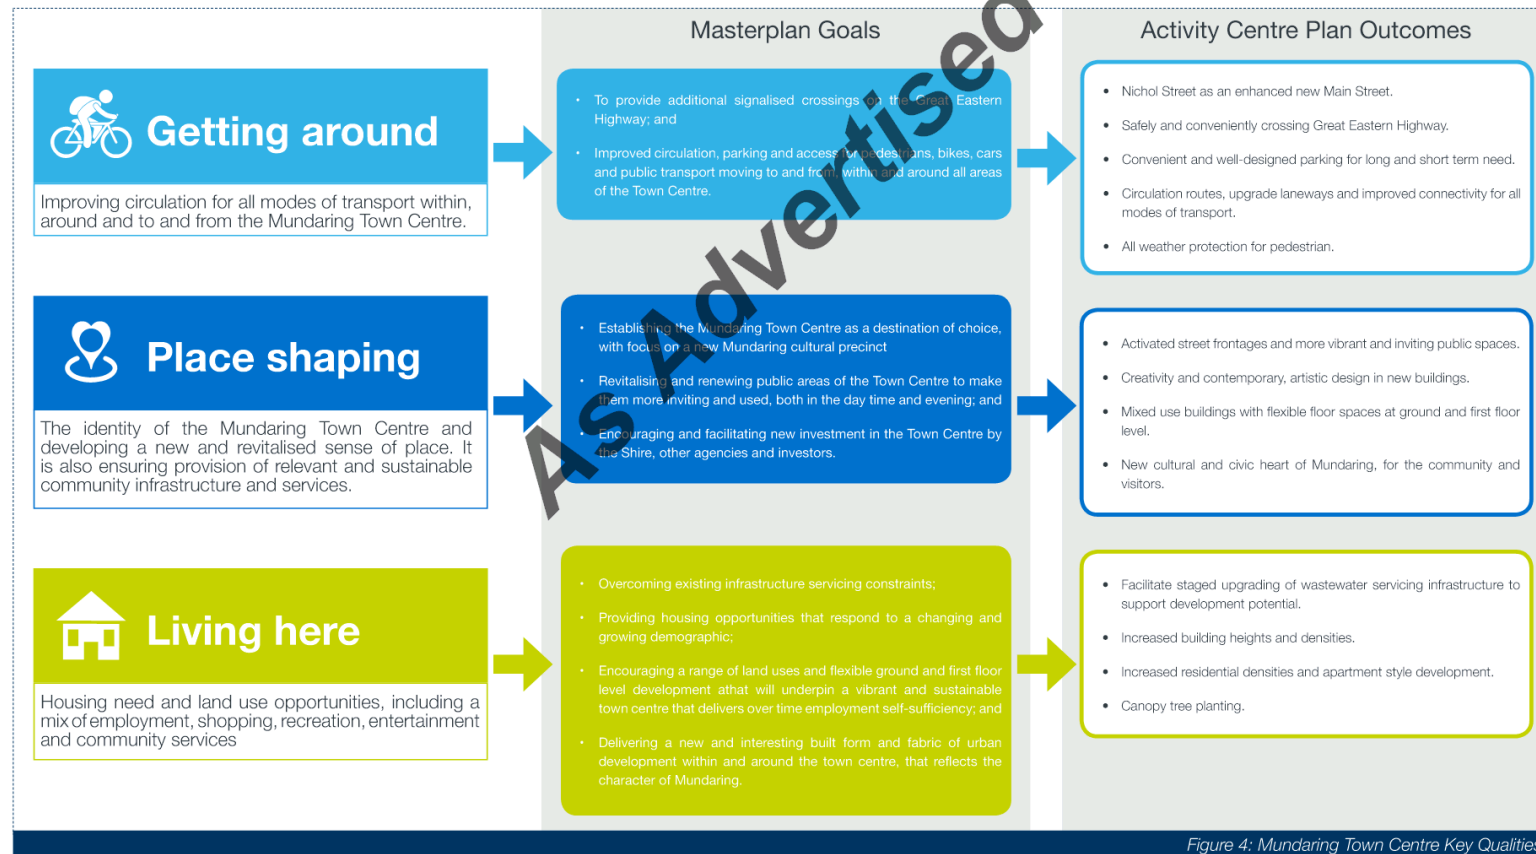 Masterplan Goals
Activity Centre Plan Outcomes
Getting around
Improving circulation for all modes of transport within,
around and to and from the Mundaring Town Centre.
• To provide additional signalised crossings on the Great Eastern
Highway; and
• Improved circulation, parking and access for pedestrians, bikes, cars
and public transport moving to and from, within and around all areas
of the Town Centre.
• Nichol Street as an enhanced new Main Street.
• Safely and conveniently crossing Great Eastern Highway.
• Convenient and well-designed parking for long and short term need.
• Circulation routes, upgrade laneways and improved connectivity for all
modes of transport.
• All weather protection for pedestrian.
Place shaping
The identity of the Mundaring Town Centre and
developing a new and revitalised sense of place. It
is also ensuring provision of relevant and sustainable
community infrastructure and services.
• Establishing the Mundaring Town Centre as a destination of choice,
with focus on a new Mundaring cultural precinct
• Revitalising and renewing public areas of the Town Centre to make
them more inviting and used, both in the day time and evening; and
• Encouraging and facilitating new investment in the Town Centre by
the Shire, other agencies and investors.
• Activated street frontages and more vibrant and inviting public spaces.
• Creativity and contemporary, artistic design in new buildings.
• Mixed use buildings with flexible floor spaces at ground and first floor
level.
• New cultural and civic heart of Mundaring, for the community and
visitors.
Living here
Housing need and land use opportunities, including a
mix of employment, shopping, recreation, entertainment
and community services
• Overcoming existing infrastructure servicing constraints;
• Providing housing opportunities that respond to a changing and
growing demographic;
• Encouraging a range of land uses and flexible ground and first floor
level development athat will underpin a vibrant and sustainable
town centre that delivers over time employment self-sufficiency; and
• Delivering a new and interesting built form and fabric of urban
development within and around the town centre, that reflects the
character of Mundaring.
• Facilitate staged upgrading of wastewater servicing infrastructure to
support development potential.
• Increased building heights and densities.
• Increased residential densities and apartment style development.
• Canopy tree planting.
As Advertised
Figure 4: Mundaring Town Centre Key Qualities